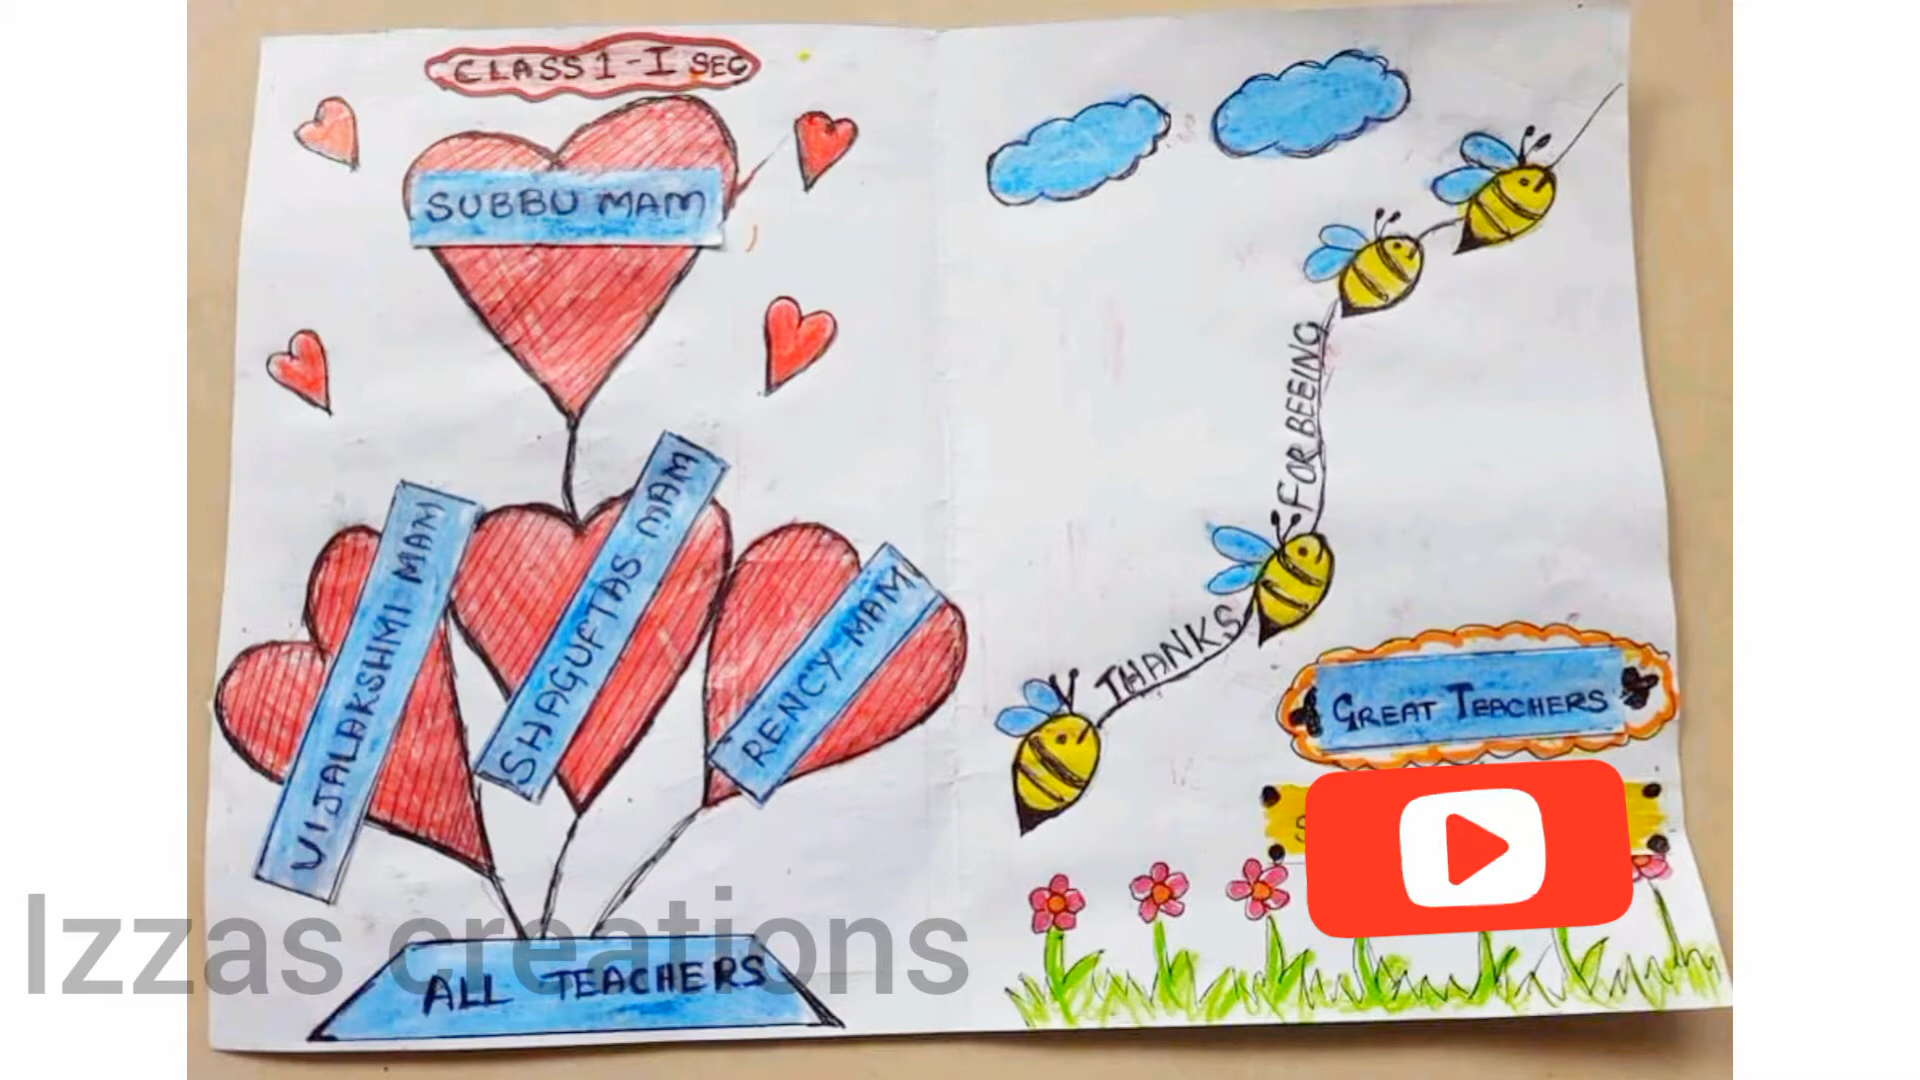 CLASS 1 - I SEC
SUBBU MAM
VIJALAKSHMI MAM
SHAGUFTAS MAM
RENCY MAM
ALL TEACHERS
THANKS
FOR BEEING
GREAT TEACHERS
Izzas creations